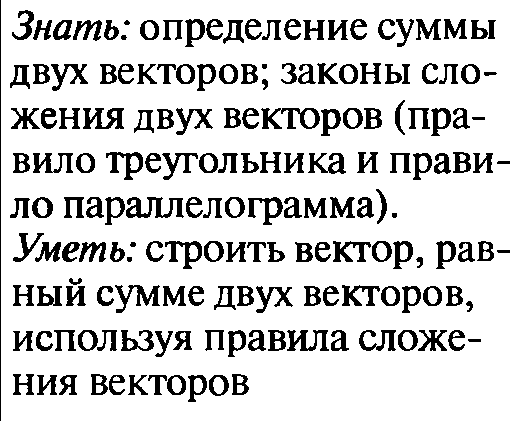 Знать: определение суммы
двух векторов; законы сло-
жения двух векторов (пра-
вило треугольника и прави-
ло параллелограмма).
Уметь: строить вектор, рав-
ный сумме двух векторов,
используя правила сложе-
ния векторов